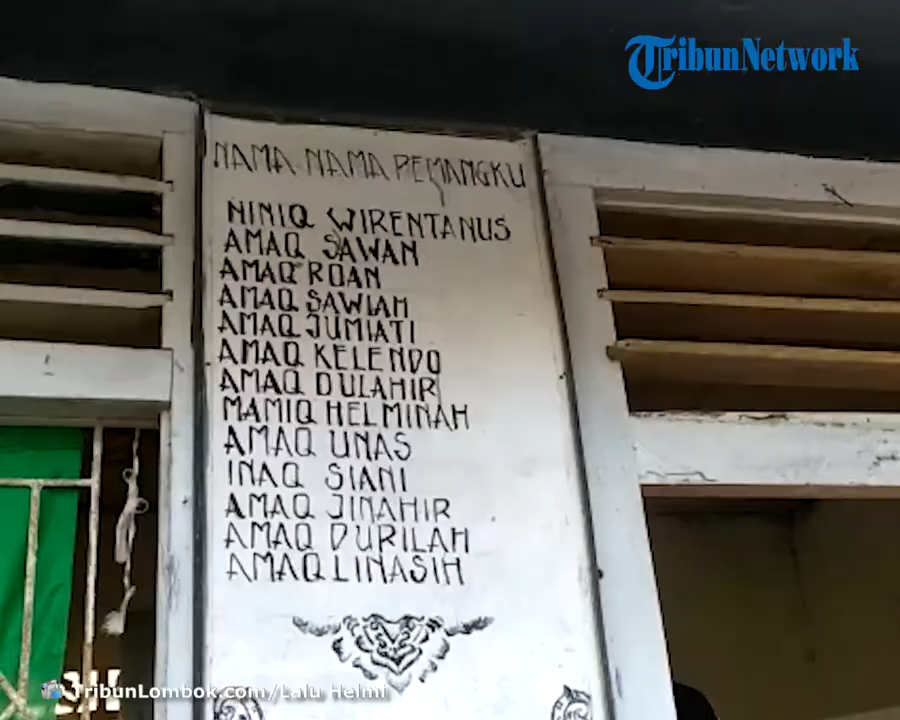 TribunNetwork
NAMA-NAMA PEMANGKU
NINIQ WIRENTANUS
AMAQ SAWAN
AMAQ ROAN
AMAQ SAWIAH
AMAQ JUMIATI
AMAQ KELENDO
AMAQ DULAHIR
MAMIQ HELMINAH
AMAQ UNAS
INAQ SIANI
AMAQ JINAHIR
AMAQ DURILAH
AMAQ LINASIH
TribunLombok.com/Lalu Helmi